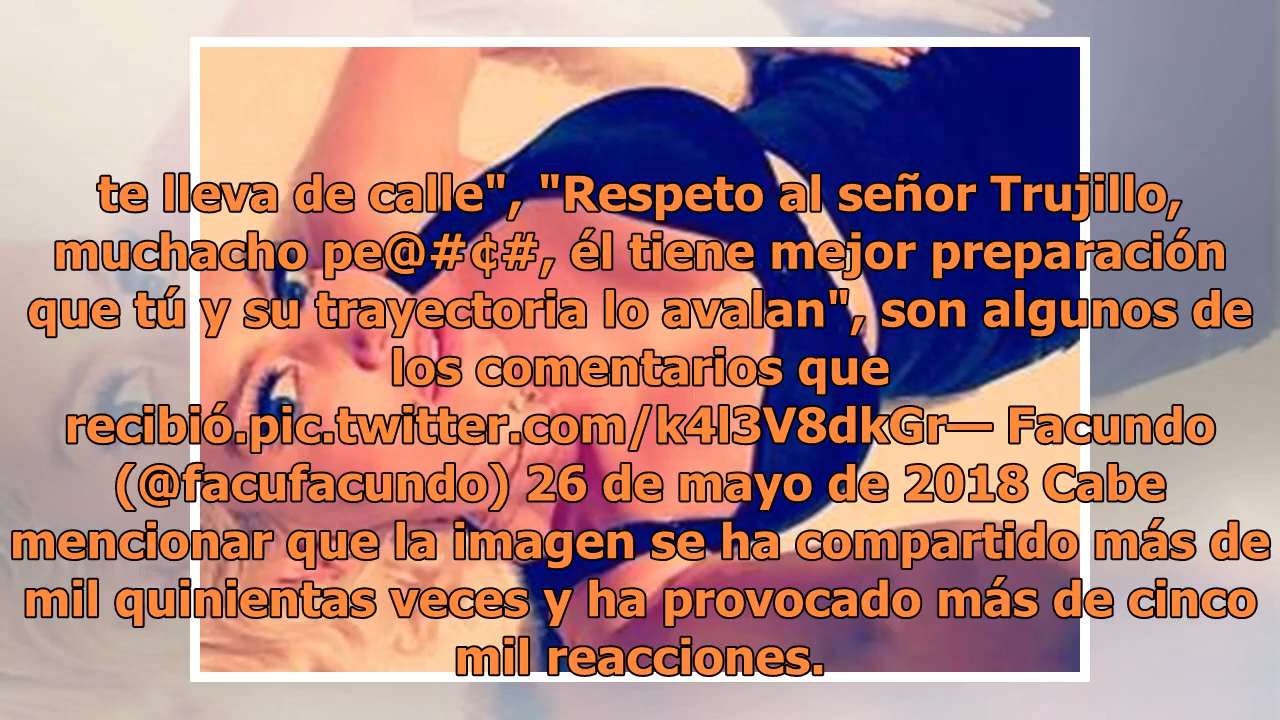 te lleva de calle", "Respeto al señor Trujillo,
muchacho pe@#¢#, él tiene mejor preparación
que tú y su trayectoria lo avalan", son algunos de
los comentarios que
recibió.pic.twitter.com/k4l3V8dkGr— Facundo
(@facufacundo) 26 de mayo de 2018 Cabe
mencionar que la imagen se ha compartido más de
mil quinientas veces y ha provocado más de cinco
mil reacciones.